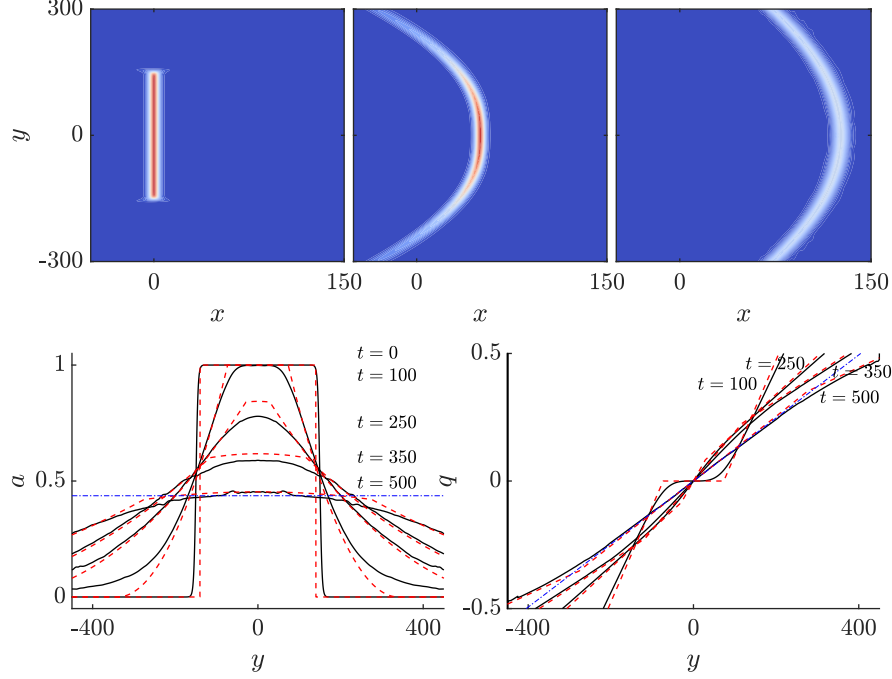 300
y
0
-300
0
150
x
0
150
x
0
150
x
1
0.5
0
a
t = 0
t = 100
t = 250
t = 350
t = 500
-400
0
400
y
0.5
0
-0.5
q
t = 250
t = 100
t = 350
t = 500
-400
0
400
y